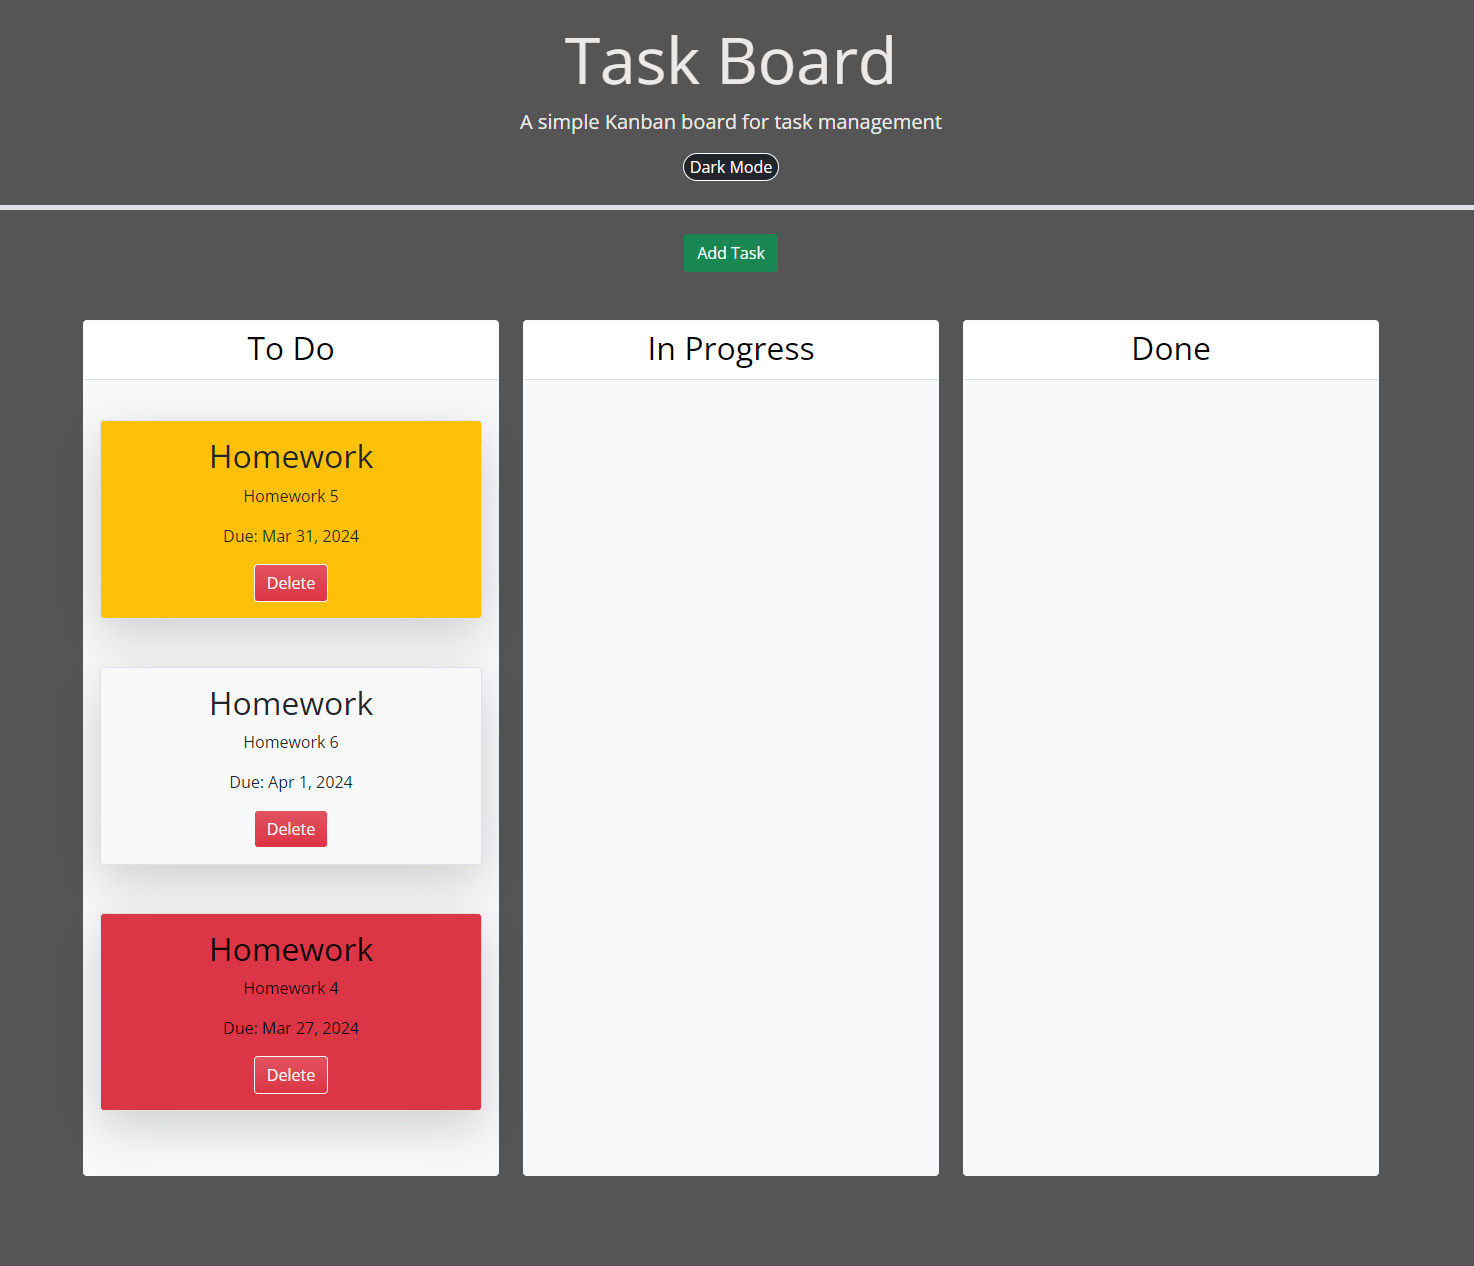 Task Board
A simple Kanban board for task management
Dark Mode
Add Task
To Do
Homework
Homework 5
Due: Mar 31, 2024
Delete
Homework
Homework 6
Due: Apr 1, 2024
Delete
Homework
Homework 4
Due: Mar 27, 2024
Delete
In Progress
Done